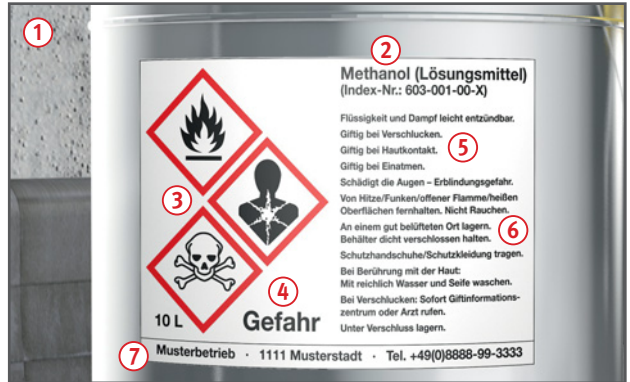 1
2
Methanol (Lösungsmittel)
(Index-Nr.: 603-001-00-X)
Flüssigkeit und Dampf leicht entzündbar.
Giftig bei Verschlucken.
Giftig bei Hautkontakt.
5
Giftig bei Einatmen.
Schädigt die Augen – Erblindungsgefahr.
3
Von Hitze/Funken/offener Flamme/heißen
Oberflächen fernhalten. Nicht Rauchen.
An einem gut belüfteten Ort lagern.
Behälter dicht verschlossen halten.
6
Schutzhandschuhe/Schutzkleidung tragen.
Bei Berührung mit der Haut:
Mit reichlich Wasser und Seife waschen.
Bei Verschlucken: Sofort Giftinformations-
zentrum oder Arzt rufen.
Unter Verschluss lagern.
4
10 L
Gefahr
7
Musterbetrieb · 1111 Musterstadt · Tel. +49(0)8888-99-3333